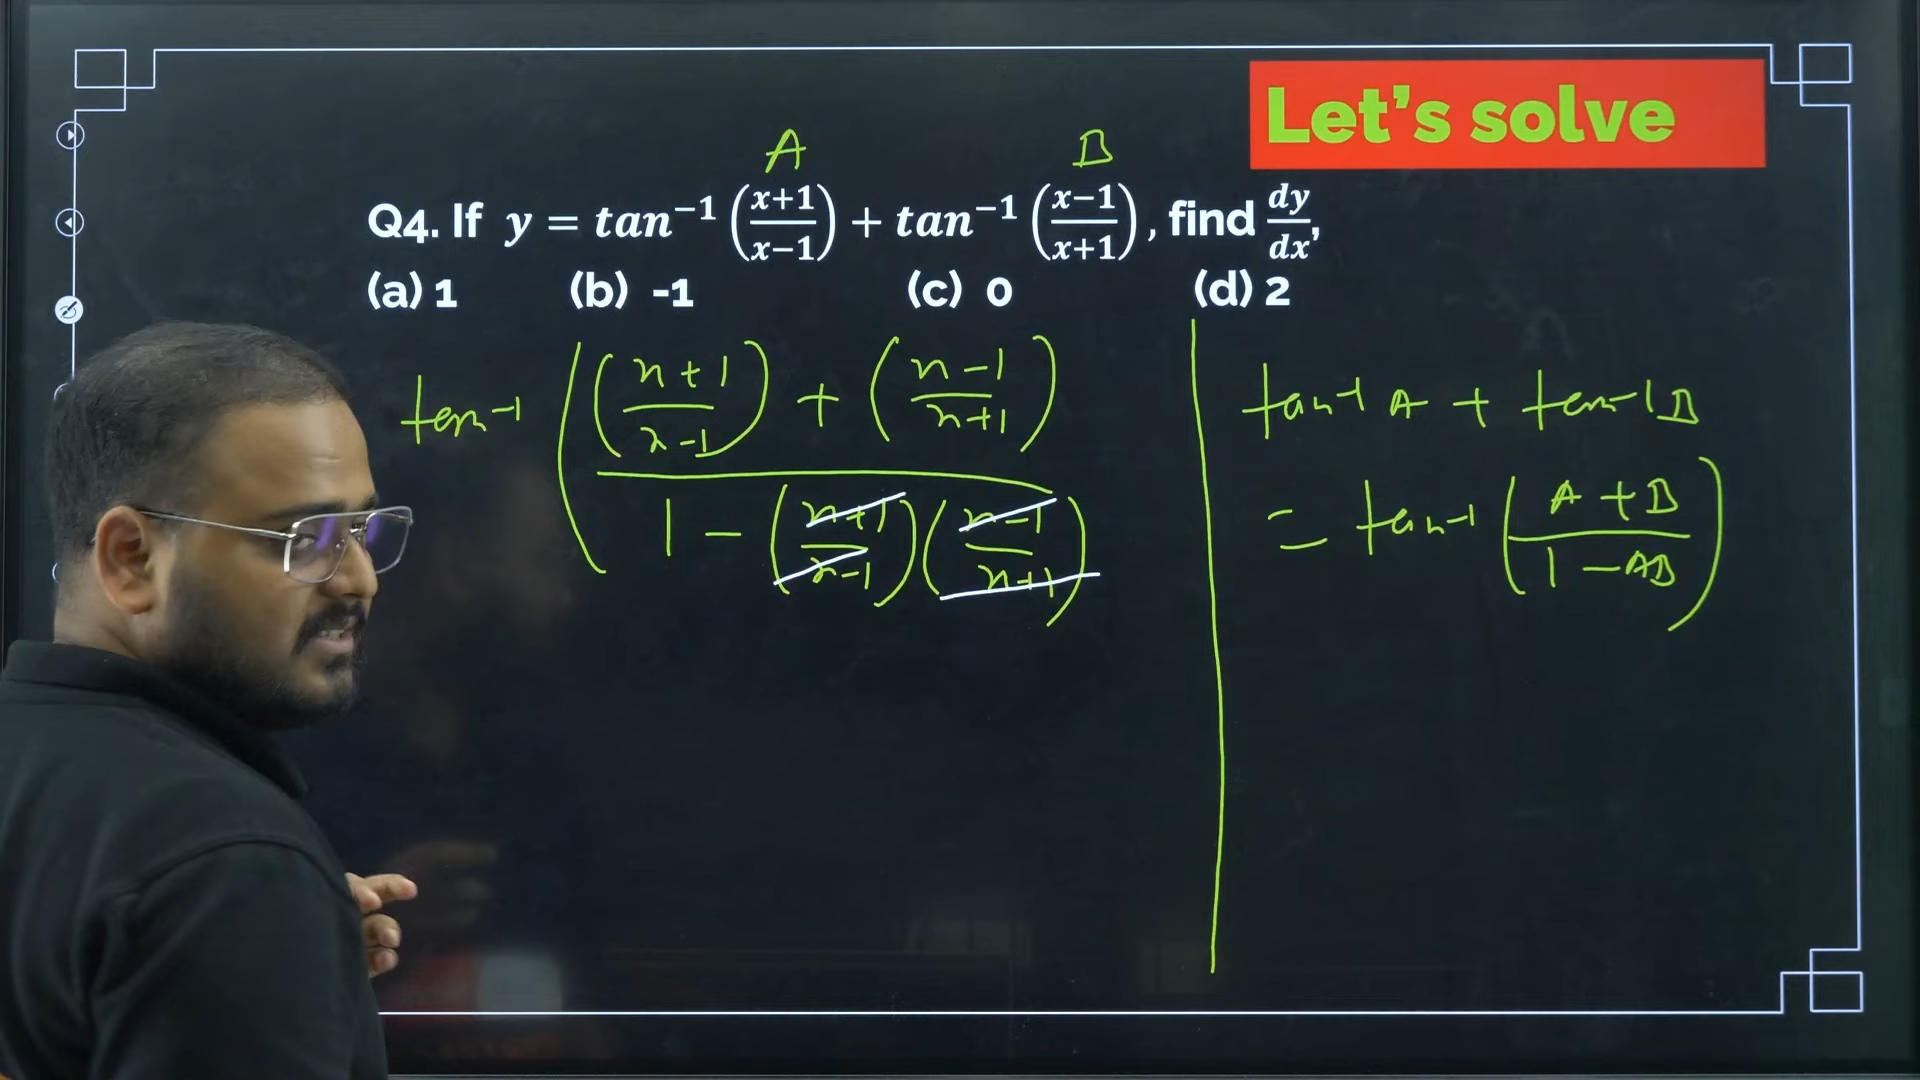 Let's solve
A B
Q4. If y = tan⁻¹ ((x+1)/(x−1)) + tan⁻¹ ((x−1)/(x+1)), find dy/dx,
(a) 1 (b) -1 (c) 0 (d) 2
tan⁻¹ (((x+1)/(x−1)) + ((x−1)/(x+1))) / (1 − ((x+1)/(x−1))((x−1)/(x+1)))
tan⁻¹ A + tan⁻¹ B
= tan⁻¹ ((A + B)/(1 − AB))